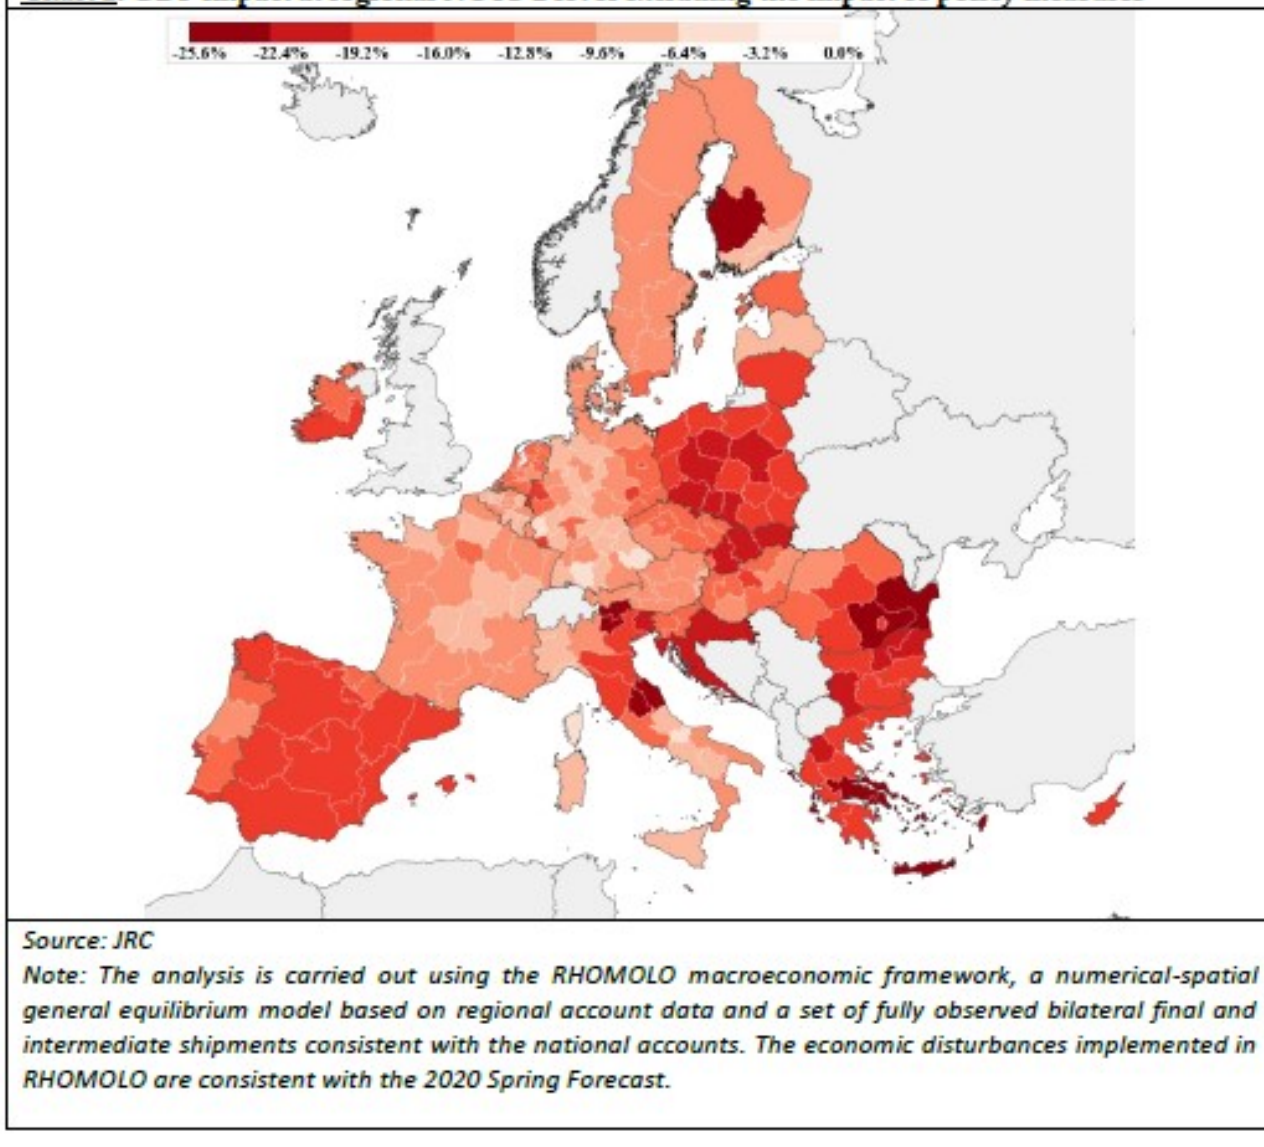 -25.6% -22.4% -19.2% -16.0% -12.8% -9.6% -6.4% -3.2% 0.0%
Source: JRC
Note: The analysis is carried out using the RHOMOLO macroeconomic framework, a numerical-spatial
general equilibrium model based on regional account data and a set of fully observed bilateral final and
intermediate shipments consistent with the national accounts. The economic disturbances implemented in
RHOMOLO are consistent with the 2020 Spring Forecast.